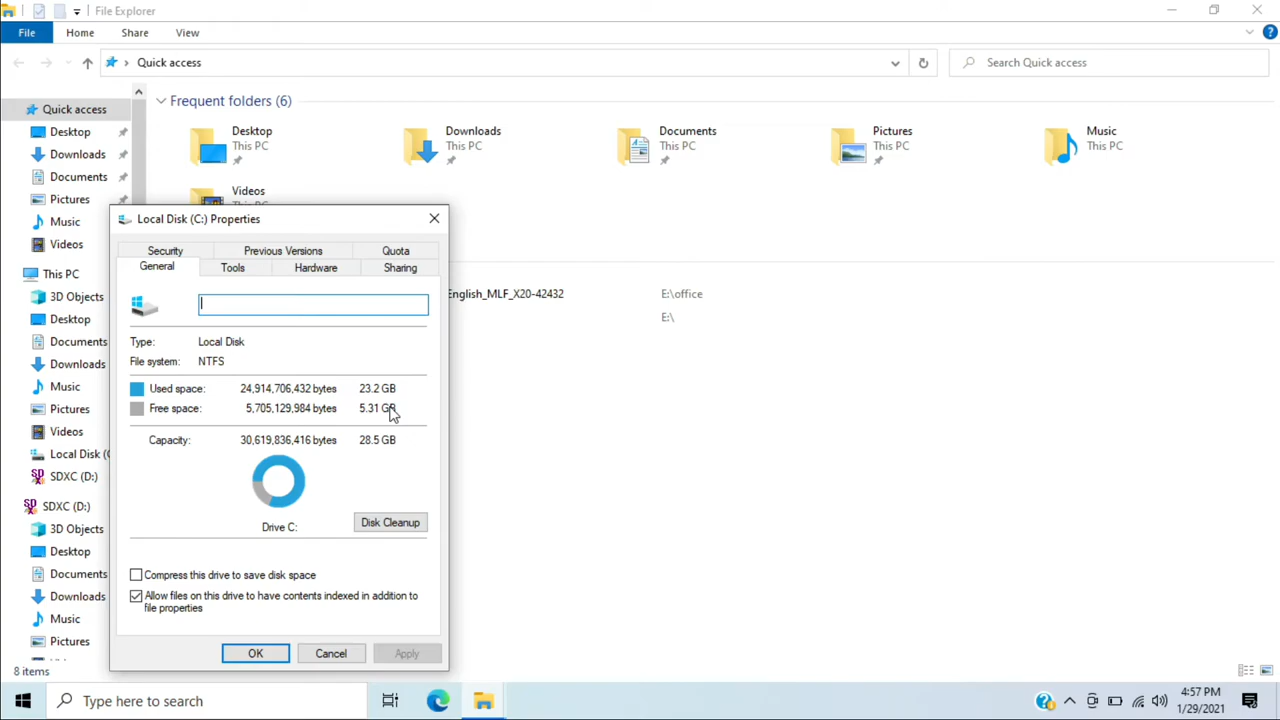 File Explorer
File Home Share View
Quick access
Search Quick access
Quick access
Desktop
Downloads
Documents
Pictures
Music
Videos
This PC
3D Objects
Desktop
Documents
Downloads
Music
Pictures
Videos
Local Disk (
SDXC (D:)
SDXC (D:)
3D Objects
Desktop
Documents
Downloads
Music
Pictures
8 items
Frequent folders (6)
Desktop
This PC
Downloads
This PC
Documents
This PC
Pictures
This PC
Music
This PC
Videos
This PC
English_MLF_X20-42432 E:\office
E:\
Local Disk (C:) Properties
Security Previous Versions Quota
General Tools Hardware Sharing
Type: Local Disk
File system: NTFS
Used space: 24,914,706,432 bytes 23.2 GB
Free space: 5,705,129,984 bytes 5.31 GB
Capacity: 30,619,836,416 bytes 28.5 GB
Drive C:
Disk Cleanup
Compress this drive to save disk space
Allow files on this drive to have contents indexed in addition to
file properties
OK Cancel Apply
Type here to search
4:57 PM
1/29/2021